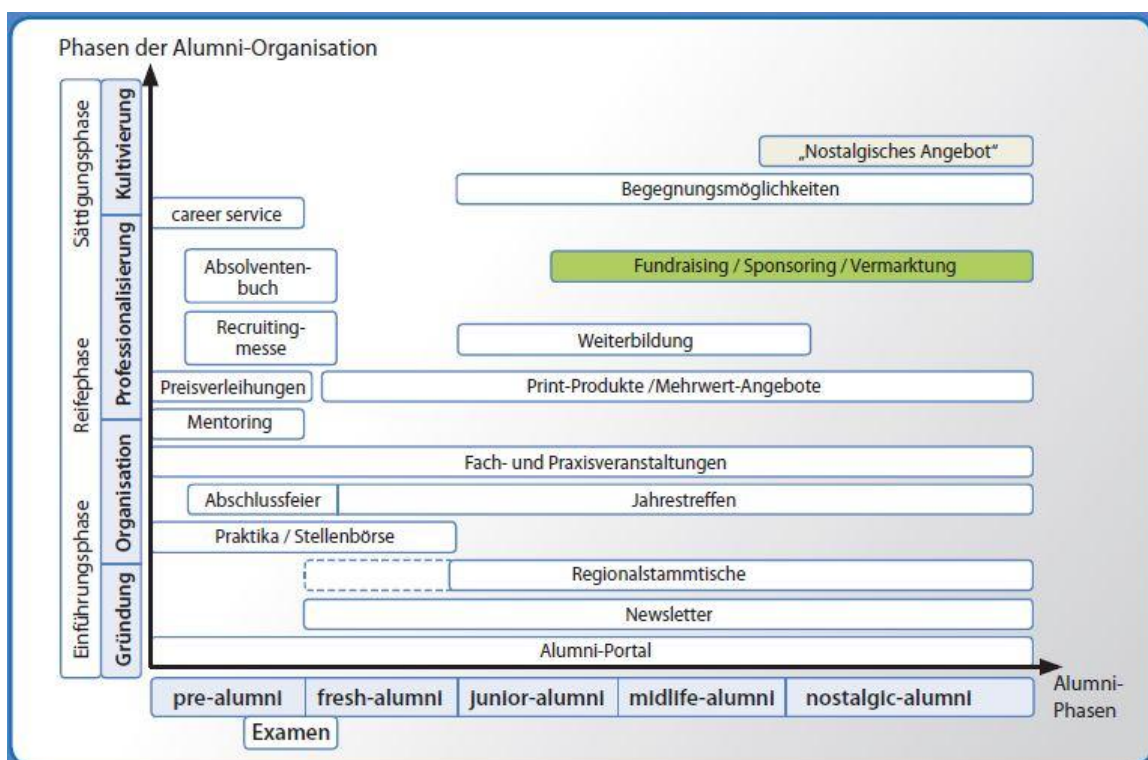 Phasen der Alumni-Organisation
Sättigungsphase
Reifephase
Einführungsphase
Kultivierung
Professionalisierung
Organisation
Gründung
„Nostalgisches Angebot“
Begegnungsmöglichkeiten
career service
Absolventen-
buch
Fundraising / Sponsoring / Vermarktung
Recruiting-
messe
Weiterbildung
Preisverleihungen
Print-Produkte /Mehrwert-Angebote
Mentoring
Fach- und Praxisveranstaltungen
Abschlussfeier
Jahrestreffen
Praktika / Stellenbörse
Regionalstammtische
Newsletter
Alumni-Portal
pre-alumni
fresh-alumni
junior-alumni
midlife-alumni
nostalgic-alumni
Alumni-
Phasen
Examen